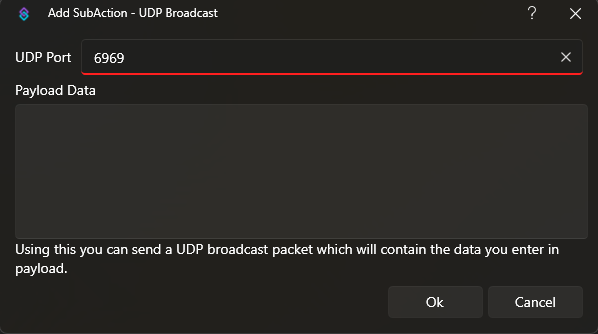 Add SubAction - UDP Broadcast
?
UDP Port
6969
Payload Data
Using this you can send a UDP broadcast packet which will contain the data you enter in
payload.
Ok
Cancel